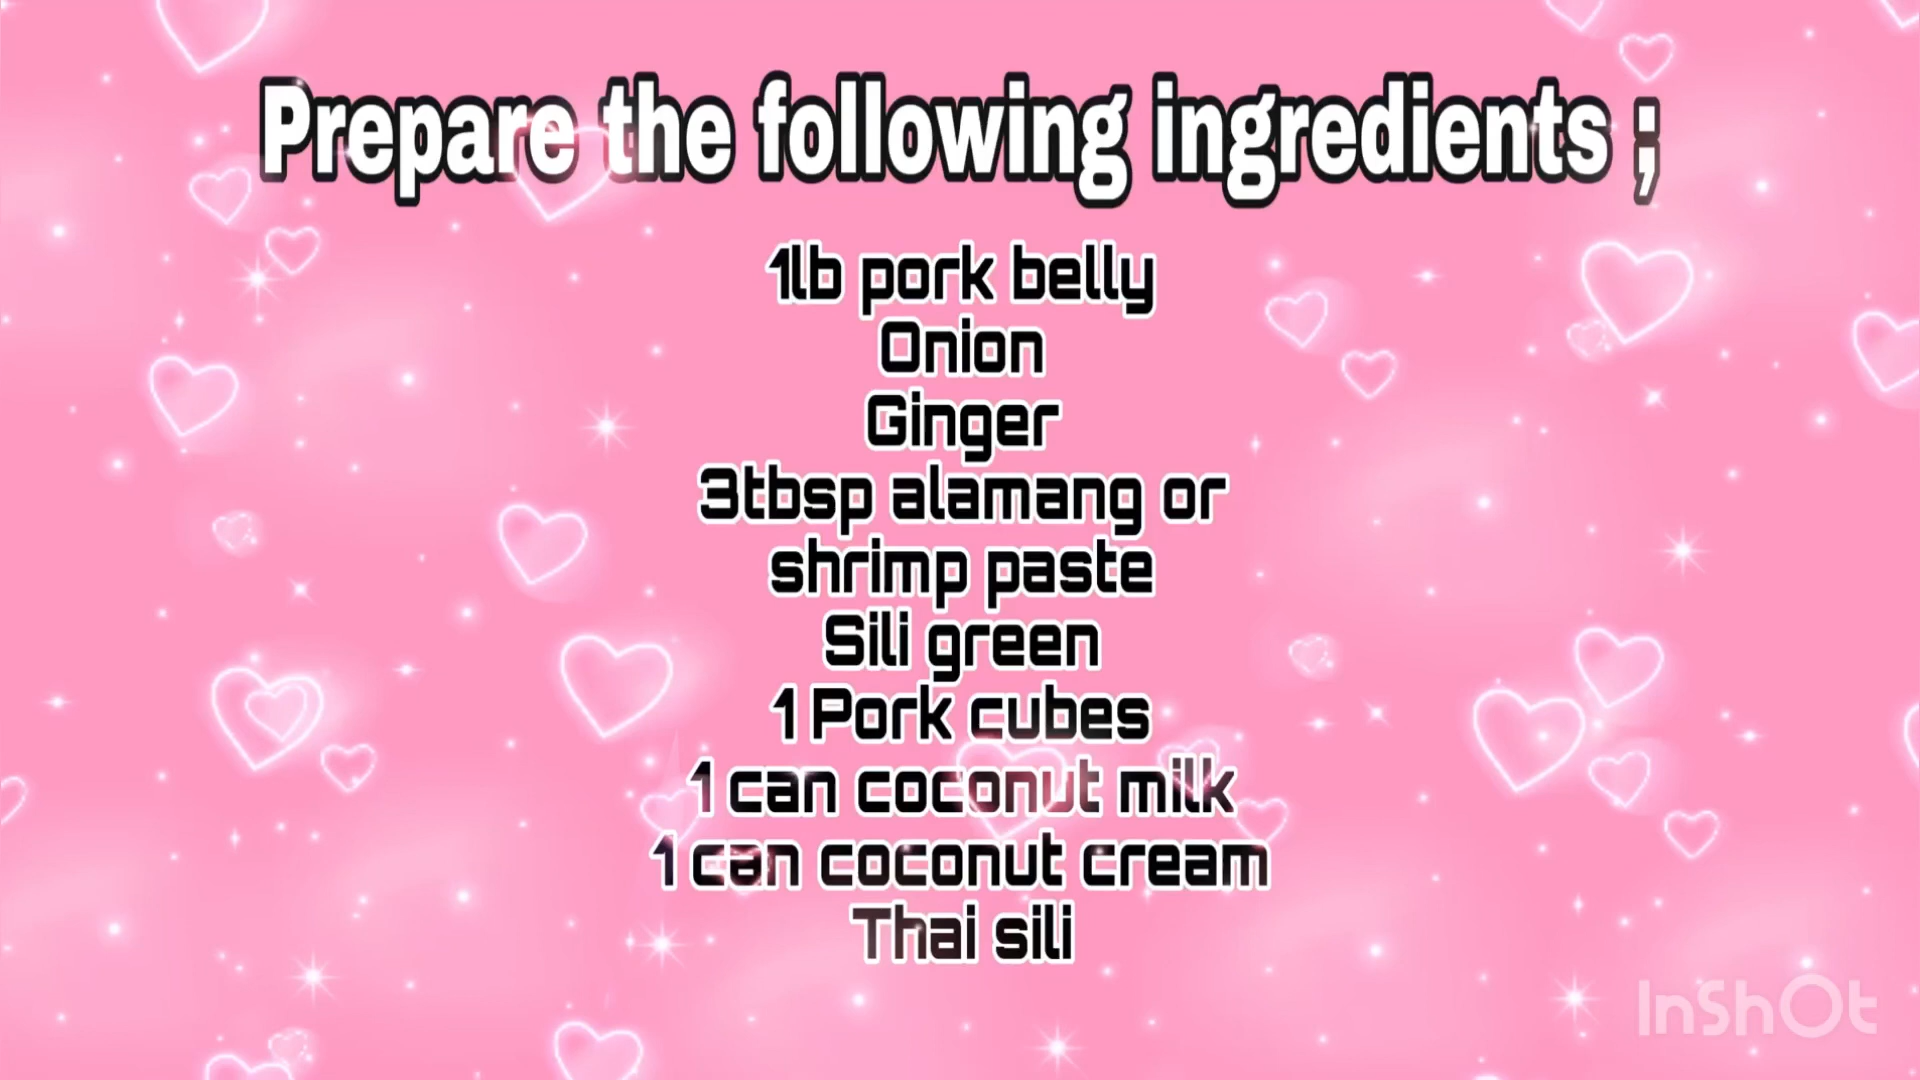 Prepare the following ingredients ;
1lb pork belly
Onion
Ginger
3tbsp alamang or
shrimp paste
Sili green
1 Pork cubes
1 can coconut milk
1 can coconut cream
Thai sili
InShOt